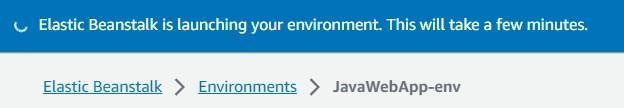 Elastic Beanstalk is launching your environment. This will take a few minutes.
Elastic Beanstalk > Environments > JavaWebApp-env